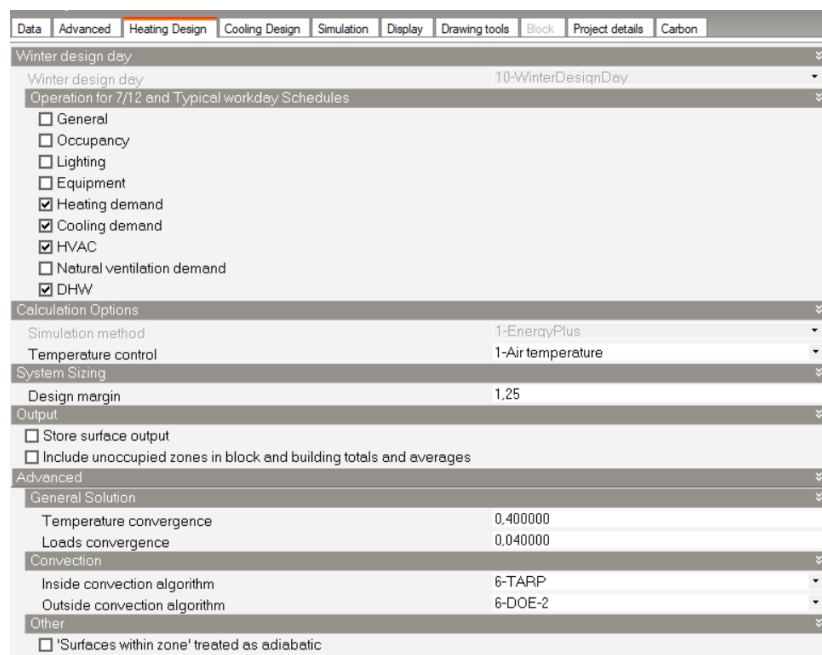 Data Advanced Heating Design Cooling Design Simulation Display Drawing tools Block Project details Carbon
Winter design day
Winter design day 10-WinterDesignDay
Operation for 7/12 and Typical workday Schedules
General
Occupancy
Lighting
Equipment
Heating demand
Cooling demand
HVAC
Natural ventilation demand
DHW
Calculation Options
Simulation method 1-EnergyPlus
Temperature control 1-Air temperature
System Sizing
Design margin 1,25
Output
Store surface output
Include unoccupied zones in block and building totals and averages
Advanced
General Solution
Temperature convergence 0,400000
Loads convergence 0,040000
Convection
Inside convection algorithm 6-TARP
Outside convection algorithm 6-DOE-2
Other
'Surfaces within zone' treated as adiabatic